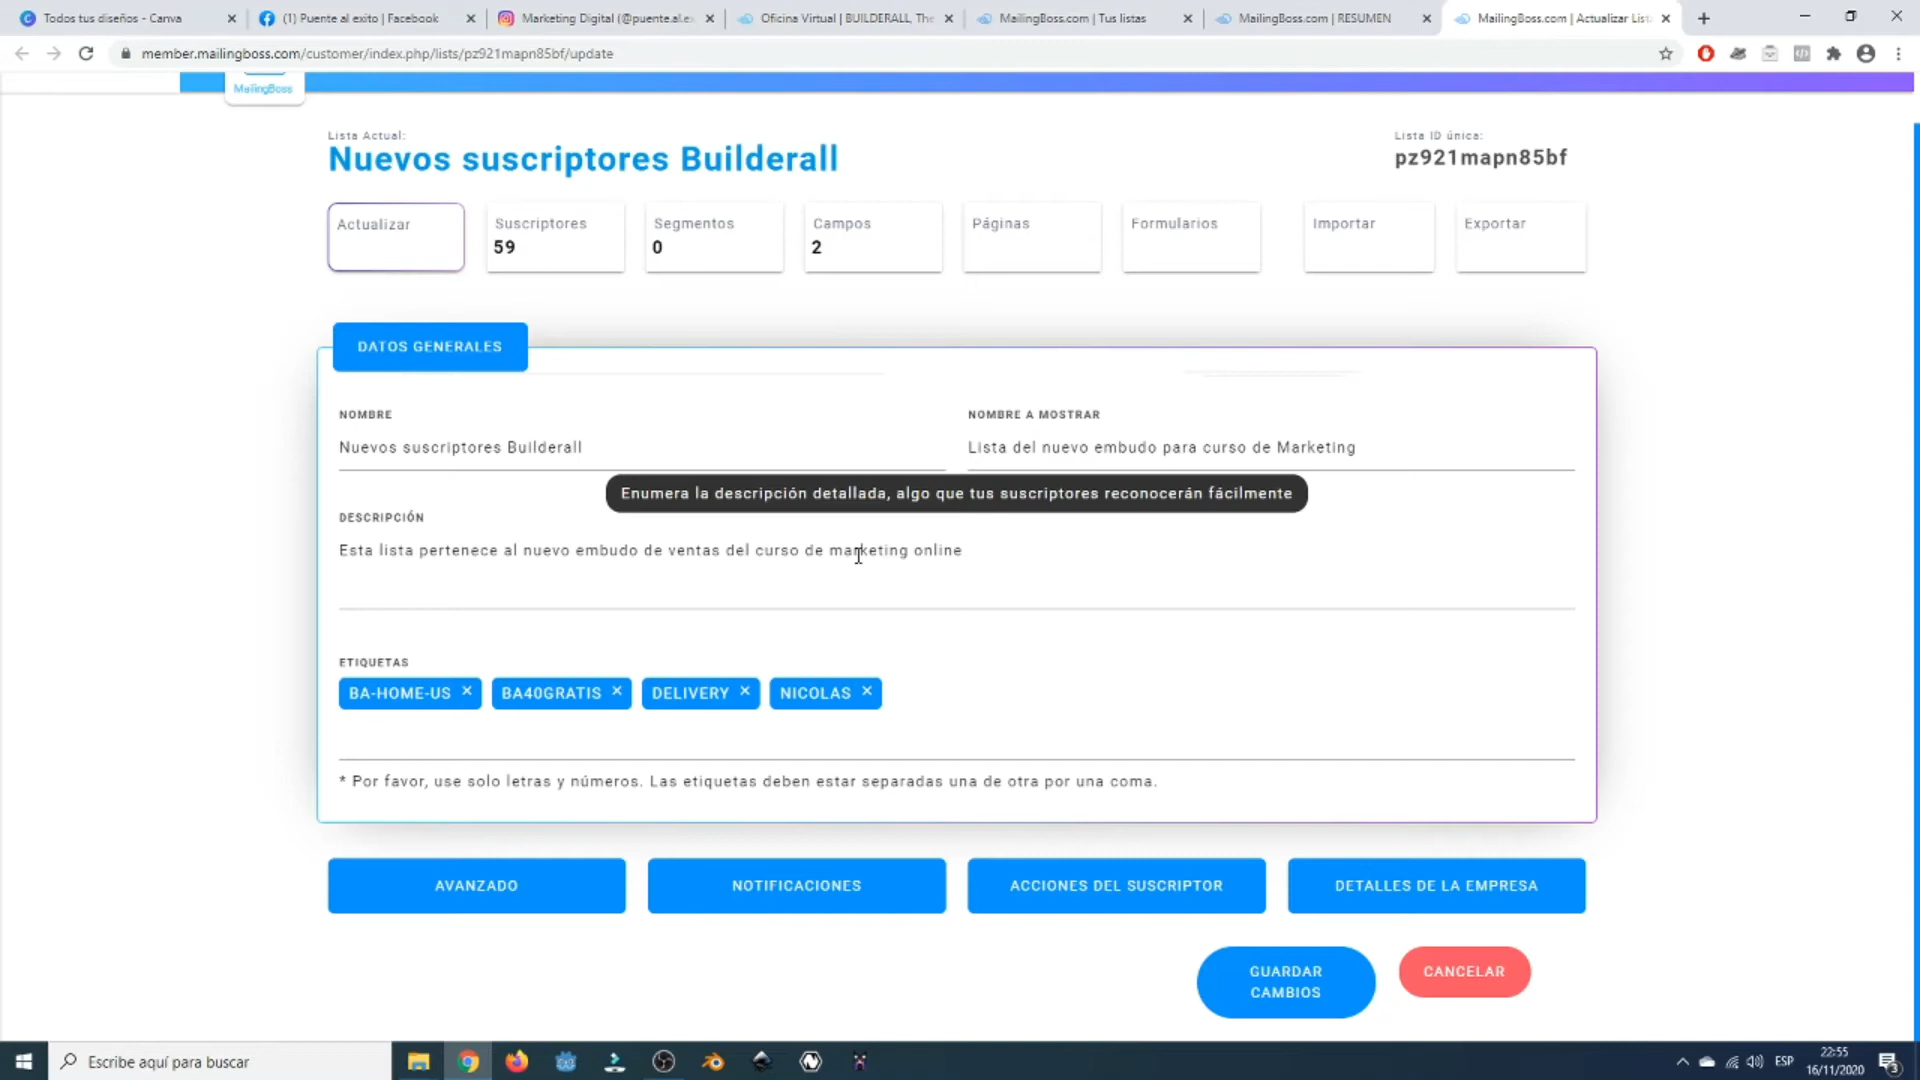 Todos tus diseños - Canva
(1) Puente al exito | Facebook
Marketing Digital (@puente.al.e
Oficina Virtual | BUILDERALL, The
MailingBoss.com | Tus listas
MailingBoss.com | RESUMEN
MailingBoss.com | Actualizar List
member.mailingboss.com/customer/index.php/lists/pz921mapn85bf/update
MailingBoss
Lista Actual:
Nuevos suscriptores Builderall
Lista ID única:
pz921mapn85bf
Actualizar
Suscriptores
59
Segmentos
0
Campos
2
Páginas
Formularios
Importar
Exportar
DATOS GENERALES
NOMBRE
Nuevos suscriptores Builderall
NOMBRE A MOSTRAR
Lista del nuevo embudo para curso de Marketing
Enumera la descripción detallada, algo que tus suscriptores reconocerán fácilmente
DESCRIPCIÓN
Esta lista pertenece al nuevo embudo de ventas del curso de marketing online
ETIQUETAS
BA-HOME-US ×
BA40GRATIS ×
DELIVERY ×
NICOLAS ×
* Por favor, use solo letras y números. Las etiquetas deben estar separadas una de otra por una coma.
AVANZADO
NOTIFICACIONES
ACCIONES DEL SUSCRIPTOR
DETALLES DE LA EMPRESA
GUARDAR
CAMBIOS
CANCELAR
Escribe aquí para buscar
ESP
22:55
16/11/2020
3